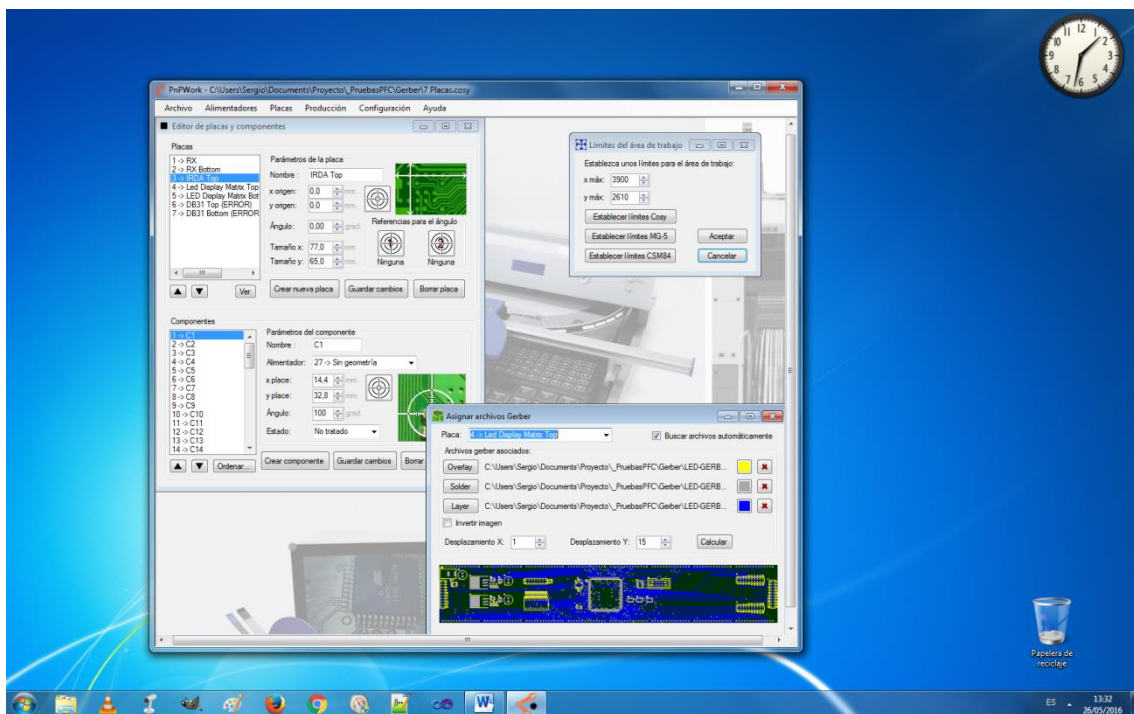 PnPWork - C:\Users\Sergio\Documents\Proyecto\_PruebasPFC\Gerber\7 Placas.cosy
Archivo Alimentadores Placas Producción Configuración Ayuda
Editor de placas y componentes
Placas
1 -> RX
2 -> RX Bottom
3 -> IRDA Top
4 -> Led Display Matrix Top
5 -> LED Display Matrix Bot
6 -> DB31 Top (ERROR)
7 -> DB31 Bottom (ERROR
Ver
Parámetros de la placa
Nombre : IRDA Top
x origen: 0,0 mm.
y origen: 0,0 mm.
Ángulo: 0,00 grad.
Tamaño x: 77,0 mm
Tamaño y: 65,0 mm.
Referencias para el ángulo
1 2
Ninguna Ninguna
Crear nueva placa Guardar cambios Borrar placa
Componentes
1 -> C1
2 -> C2
3 -> C3
4 -> C4
5 -> C5
6 -> C6
7 -> C7
8 -> C8
9 -> C9
10 -> C10
11 -> C11
12 -> C12
13 -> C13
14 -> C14
Ordenar...
Parámetros del componente
Nombre : C1
Alimentador: 27 -> Sin geometría
x place: 14,4 mm.
y place: 32,8 mm.
Ángulo: 100 grad.
Estado: No tratado
Crear componente Guardar cambios Borrar
Límites del área de trabajo
Establezca unos límites para el área de trabajo:
x máx: 3900
y máx: 2610
Establecer límites Cosy
Establecer límites MG-5 Aceptar
Establecer límites CSM84 Cancelar
Asignar archivos Gerber
Placa: 4 -> Led Display Matrix Top Buscar archivos automáticamente
Archivos gerber asociados:
Overlay C:\Users\Sergio\Documents\Proyecto\_PruebasPFC\Gerber\LED-GERB...
Solder C:\Users\Sergio\Documents\Proyecto\_PruebasPFC\Gerber\LED-GERB...
Layer C:\Users\Sergio\Documents\Proyecto\_PruebasPFC\Gerber\LED-GERB...
Invertir imagen
Desplazamiento X: 1 Desplazamiento Y: 15 Calcular
11 12 1
10 2
9 3
8 4
7 6 5
Papelera de
reciclaje
ES 13:32
26/05/2016